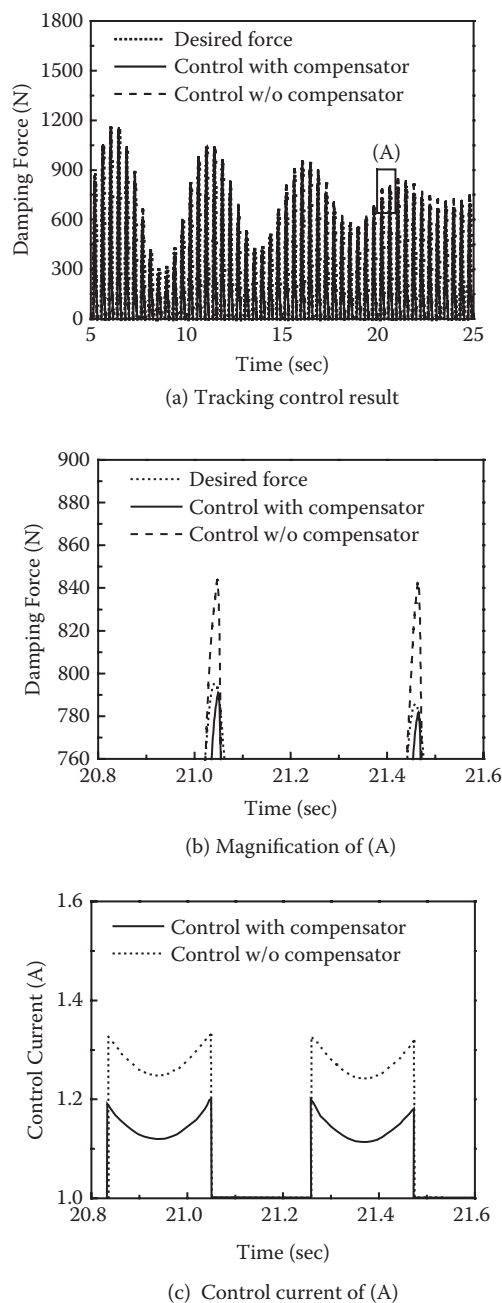 1800
1500
1200
900
600
300
0
Damping Force (N)
Desired force
Control with compensator
Control w/o compensator
(A)
5 10 15 20 25
Time (sec)
(a) Tracking control result
900
880
860
840
820
800
780
760
Damping Force (N)
Desired force
Control with compensator
Control w/o compensator
20.8 21.0 21.2 21.4 21.6
Time (sec)
(b) Magnification of (A)
1.6
1.4
1.2
1.0
Control Current (A)
Control with compensator
Control w/o compensator
20.8 21.0 21.2 21.4 21.6
Time (sec)
(c) Control current of (A)